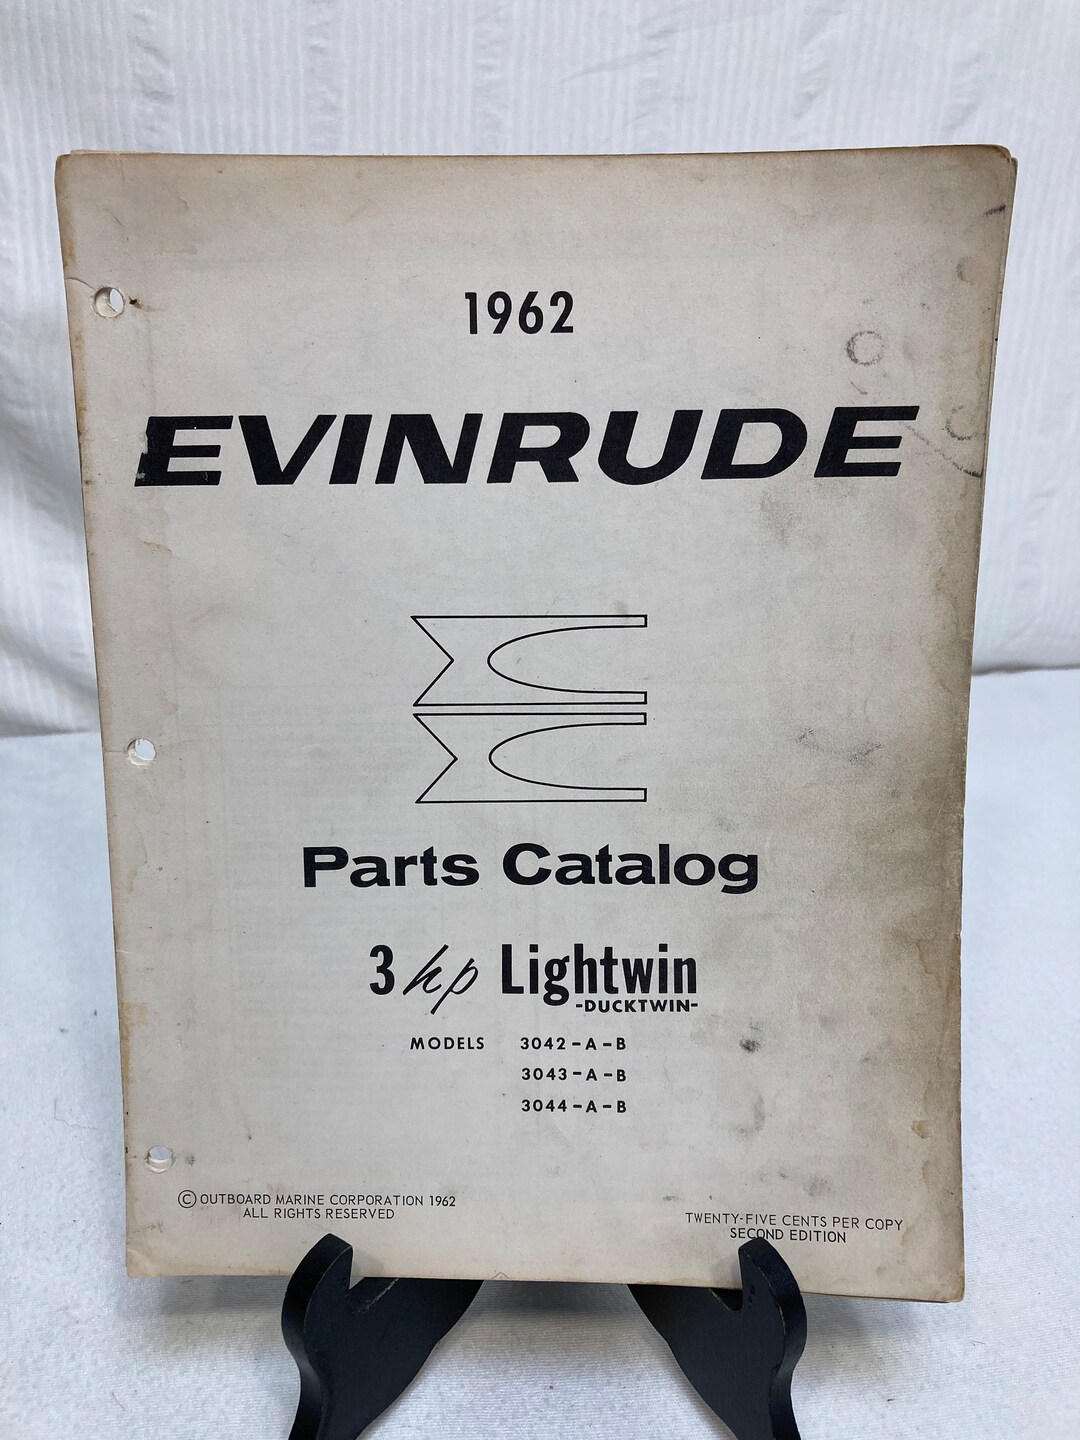 1962
EVINRUDE
Parts Catalog
3 hp Lightwin
-DUCKTWIN-
MODELS 3042-A-B
3043-A-B
3044-A-B
© OUTBOARD MARINE CORPORATION 1962
ALL RIGHTS RESERVED
TWENTY-FIVE CENTS PER COPY
SECOND EDITION